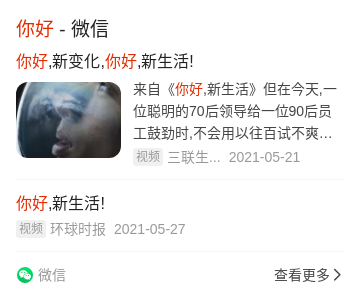 你好 - 微信
你好,新变化,你好,新生活!
来自《你好,新生活》但在今天,一
位聪明的70后领导给一位90后员
工鼓劲时,不会用以往百试不爽...
视频 三联生... 2021-05-21
你好,新生活!
视频 环球时报 2021-05-27
微信 查看更多